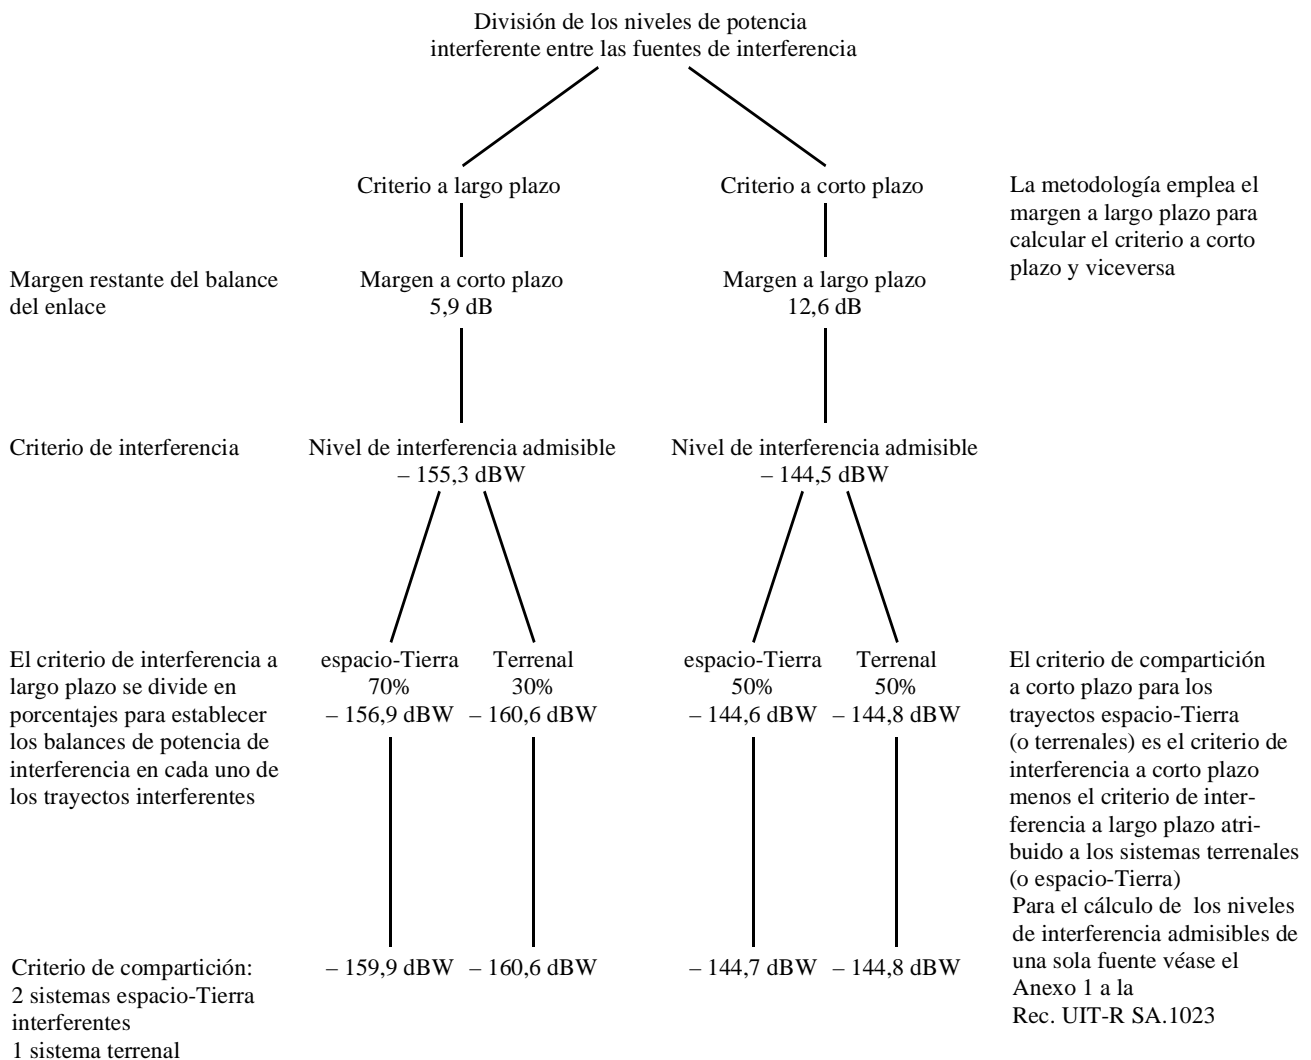 División de los niveles de potencia
interferente entre las fuentes de interferencia
Criterio a largo plazo
Criterio a corto plazo
La metodología emplea el
margen a largo plazo para
calcular el criterio a corto
plazo y viceversa
Margen restante del balance
del enlace
Margen a corto plazo
5,9 dB
Margen a largo plazo
12,6 dB
Criterio de interferencia
Nivel de interferencia admisible
– 155,3 dBW
Nivel de interferencia admisible
– 144,5 dBW
El criterio de interferencia a
largo plazo se divide en
porcentajes para establecer
los balances de potencia de
interferencia en cada uno de
los trayectos interferentes
espacio-Tierra
70%
– 156,9 dBW
Terrenal
30%
– 160,6 dBW
espacio-Tierra
50%
– 144,6 dBW
Terrenal
50%
– 144,8 dBW
El criterio de compartición
a corto plazo para los
trayectos espacio-Tierra
(o terrenales) es el criterio de
interferencia a corto plazo
menos el criterio de inter-
ferencia a largo plazo atri-
buido a los sistemas terrenales
(o espacio-Tierra)
Para el cálculo de los niveles
de interferencia admisibles de
una sola fuente véase el
Anexo 1 a la
Rec. UIT-R SA.1023
Criterio de compartición:
2 sistemas espacio-Tierra
interferentes
1 sistema terrenal
– 159,9 dBW
– 160,6 dBW
– 144,7 dBW
– 144,8 dBW